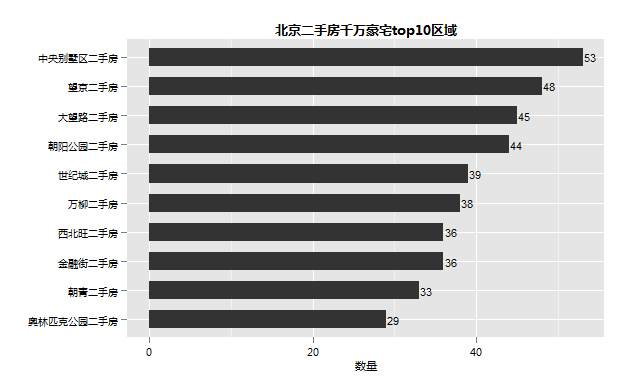 北京二手房千万豪宅top10区域
中央别墅区二手房 53
望京二手房 48
大望路二手房 45
朝阳公园二手房 44
世纪城二手房 39
万柳二手房 38
西北旺二手房 36
金融街二手房 36
朝青二手房 33
奥林匹克公园二手房 29
0 20 40
数量